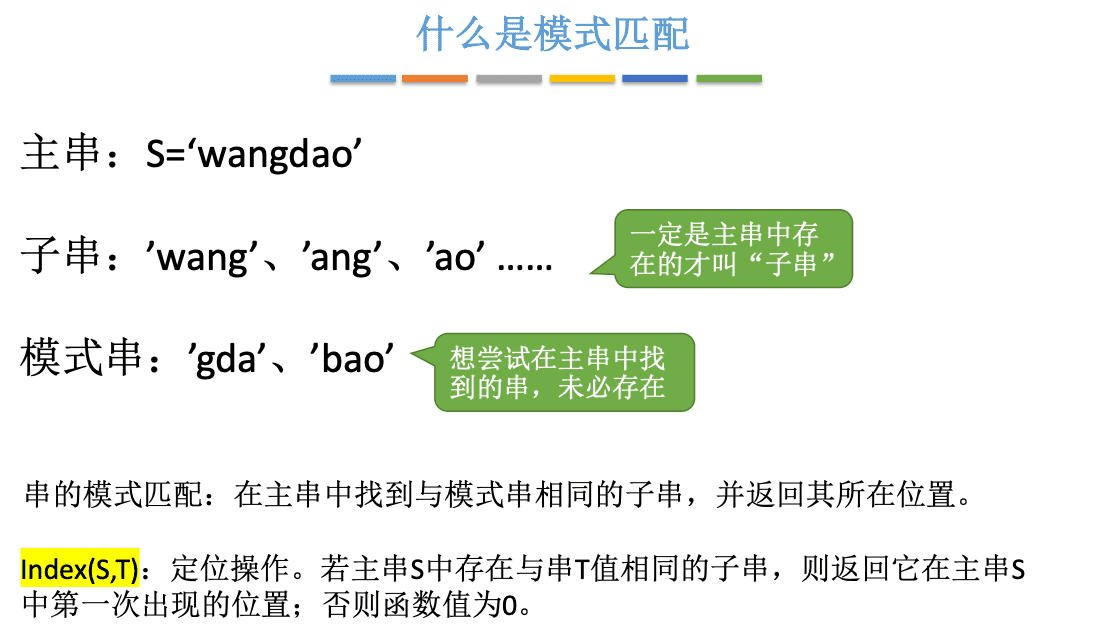 什么是模式匹配
主串：S=‘wangdao’
子串：’wang’、’ang’、’ao’ ……
一定是主串中存
在的才叫“子串”
模式串：’gda’、’bao’
想尝试在主串中找
到的串，未必存在
串的模式匹配：在主串中找到与模式串相同的子串，并返回其所在位置。
Index(S,T)：定位操作。若主串S中存在与串T值相同的子串，则返回它在主串S
中第一次出现的位置；否则函数值为0。